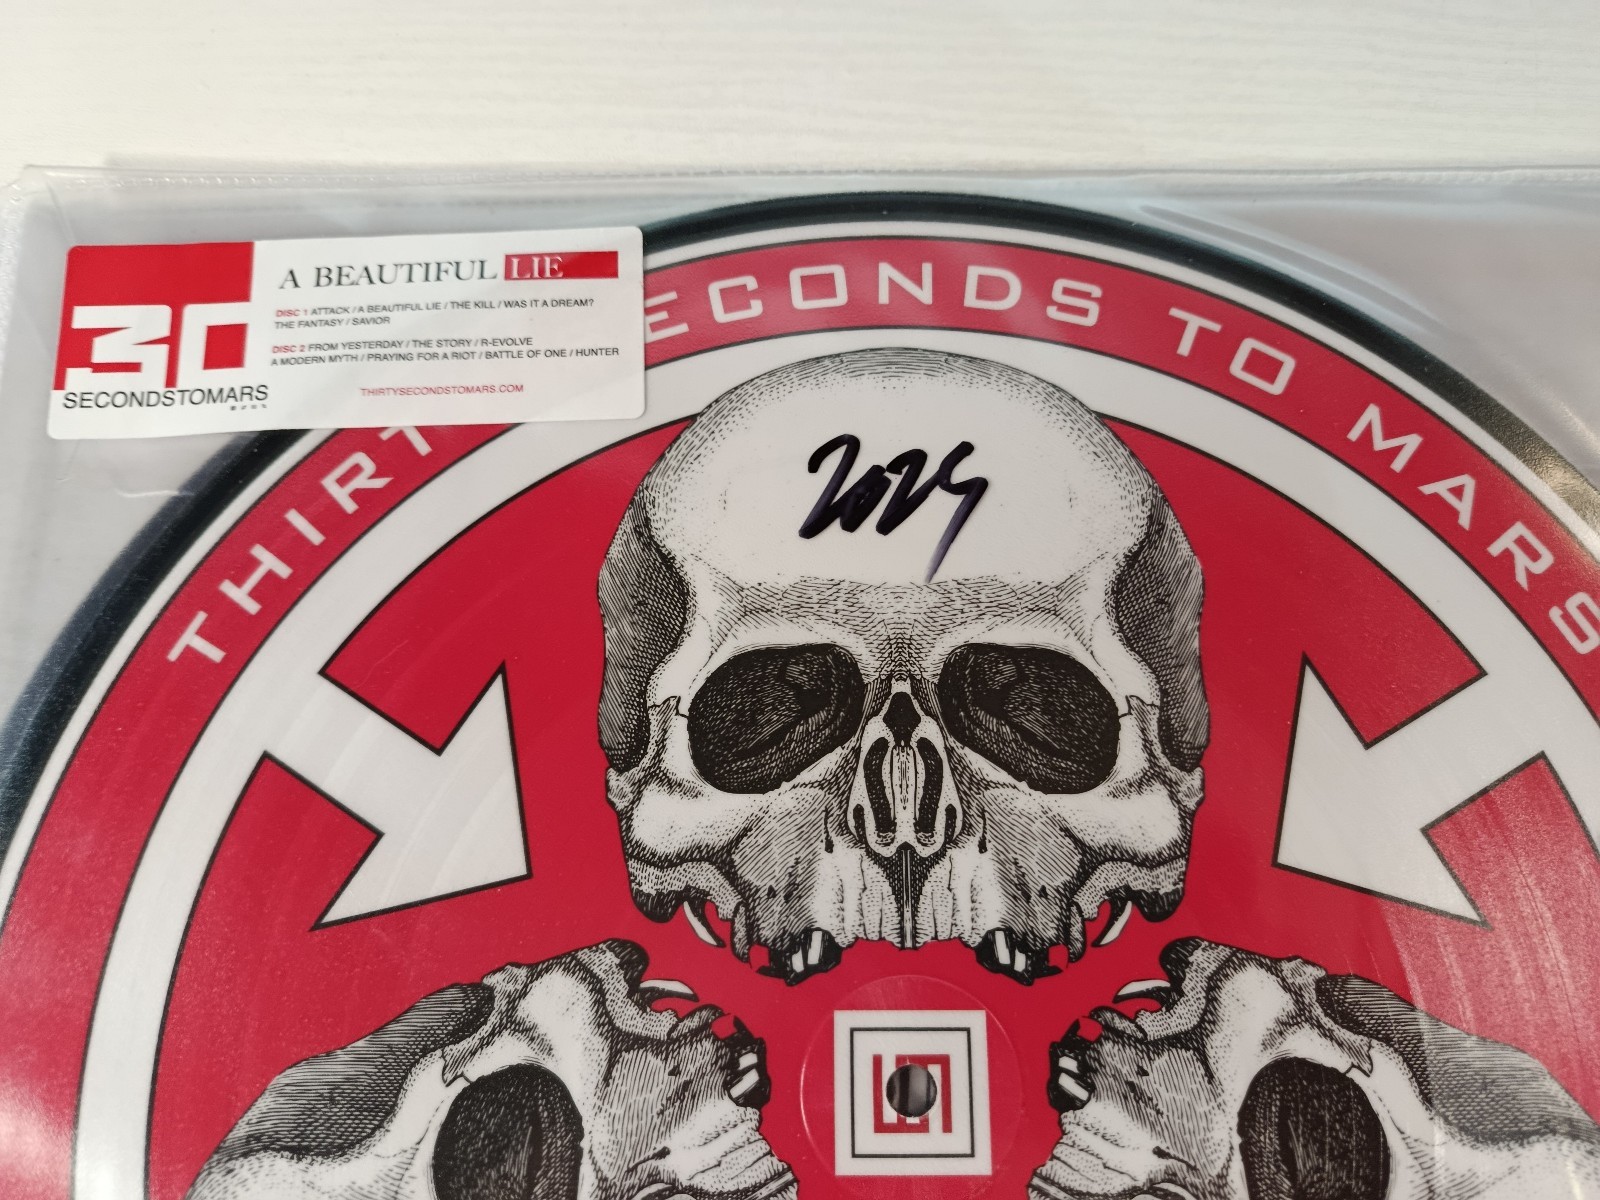 30
SECONDSTOMARS
A BEAUTIFUL LIE
DISC 1 ATTACK / A BEAUTIFUL LIE / THE KILL / WAS IT A DREAM?
THE FANTASY / SAVIOR
DISC 2 FROM YESTERDAY / THE STORY / R-EVOLVE
A MODERN MYTH / PRAYING FOR A RIOT / BATTLE OF ONE / HUNTER
THIRTYSECONDSTOMARS.COM
THIRT ECONDS TO MARS